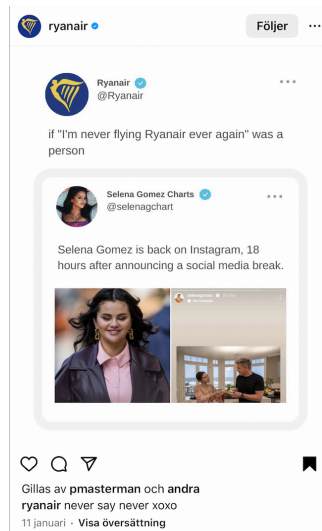 ryanair
Följer
Ryanair
@Ryanair
if "I'm never flying Ryanair ever again" was a
person
Selena Gomez Charts
@selenagchart
Selena Gomez is back on Instagram, 18
hours after announcing a social media break.
Gillas av pmasterman och andra
ryanair never say never xoxo
11 januari · Visa översättning